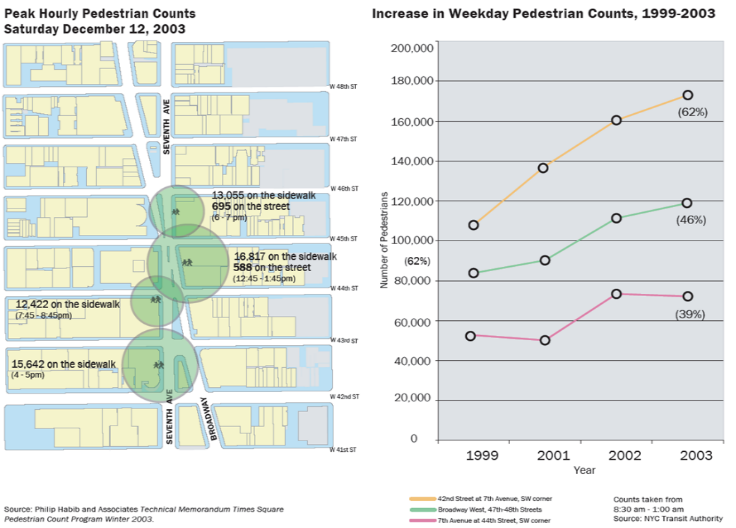 Peak Hourly Pedestrian Counts
Saturday December 12, 2003
W 48th ST
SEVENTH AVE
W 47th ST
W 46th ST
13,055 on the sidewalk
695 on the street
(6 - 7 pm)
W 45th ST
16.817 on the sidewalk
588 on the street
(12:45 - 1:45pm)
W 44th ST
12,422 on the sidewalk
(7:45 - 8:45pm)
W 43rd ST
15,642 on the sidewalk
(4 - 5pm)
W 42nd ST
SEVENTH AVE
BROADWAY
W 41st ST
Source: Philip Habib and Associates Technical Memorandum Times Square
Pedestrian Count Program Winter 2003.
Increase in Weekday Pedestrian Counts, 1999-2003
200,000
180,000
160,000
140,000
120,000
100,000
80,000
60,000
40,000
20,000
0
Number of Pedestrians
(62%)
(62%)
(46%)
(39%)
1999
2001
2002
2003
Year
42nd Street at 7th Avenue, SW corner
Broadway West, 47th-48th Streets
7th Avenue at 44th Street, SW corner
Counts taken from
8:30 am - 1:00 am
Source: NYC Transit Authority